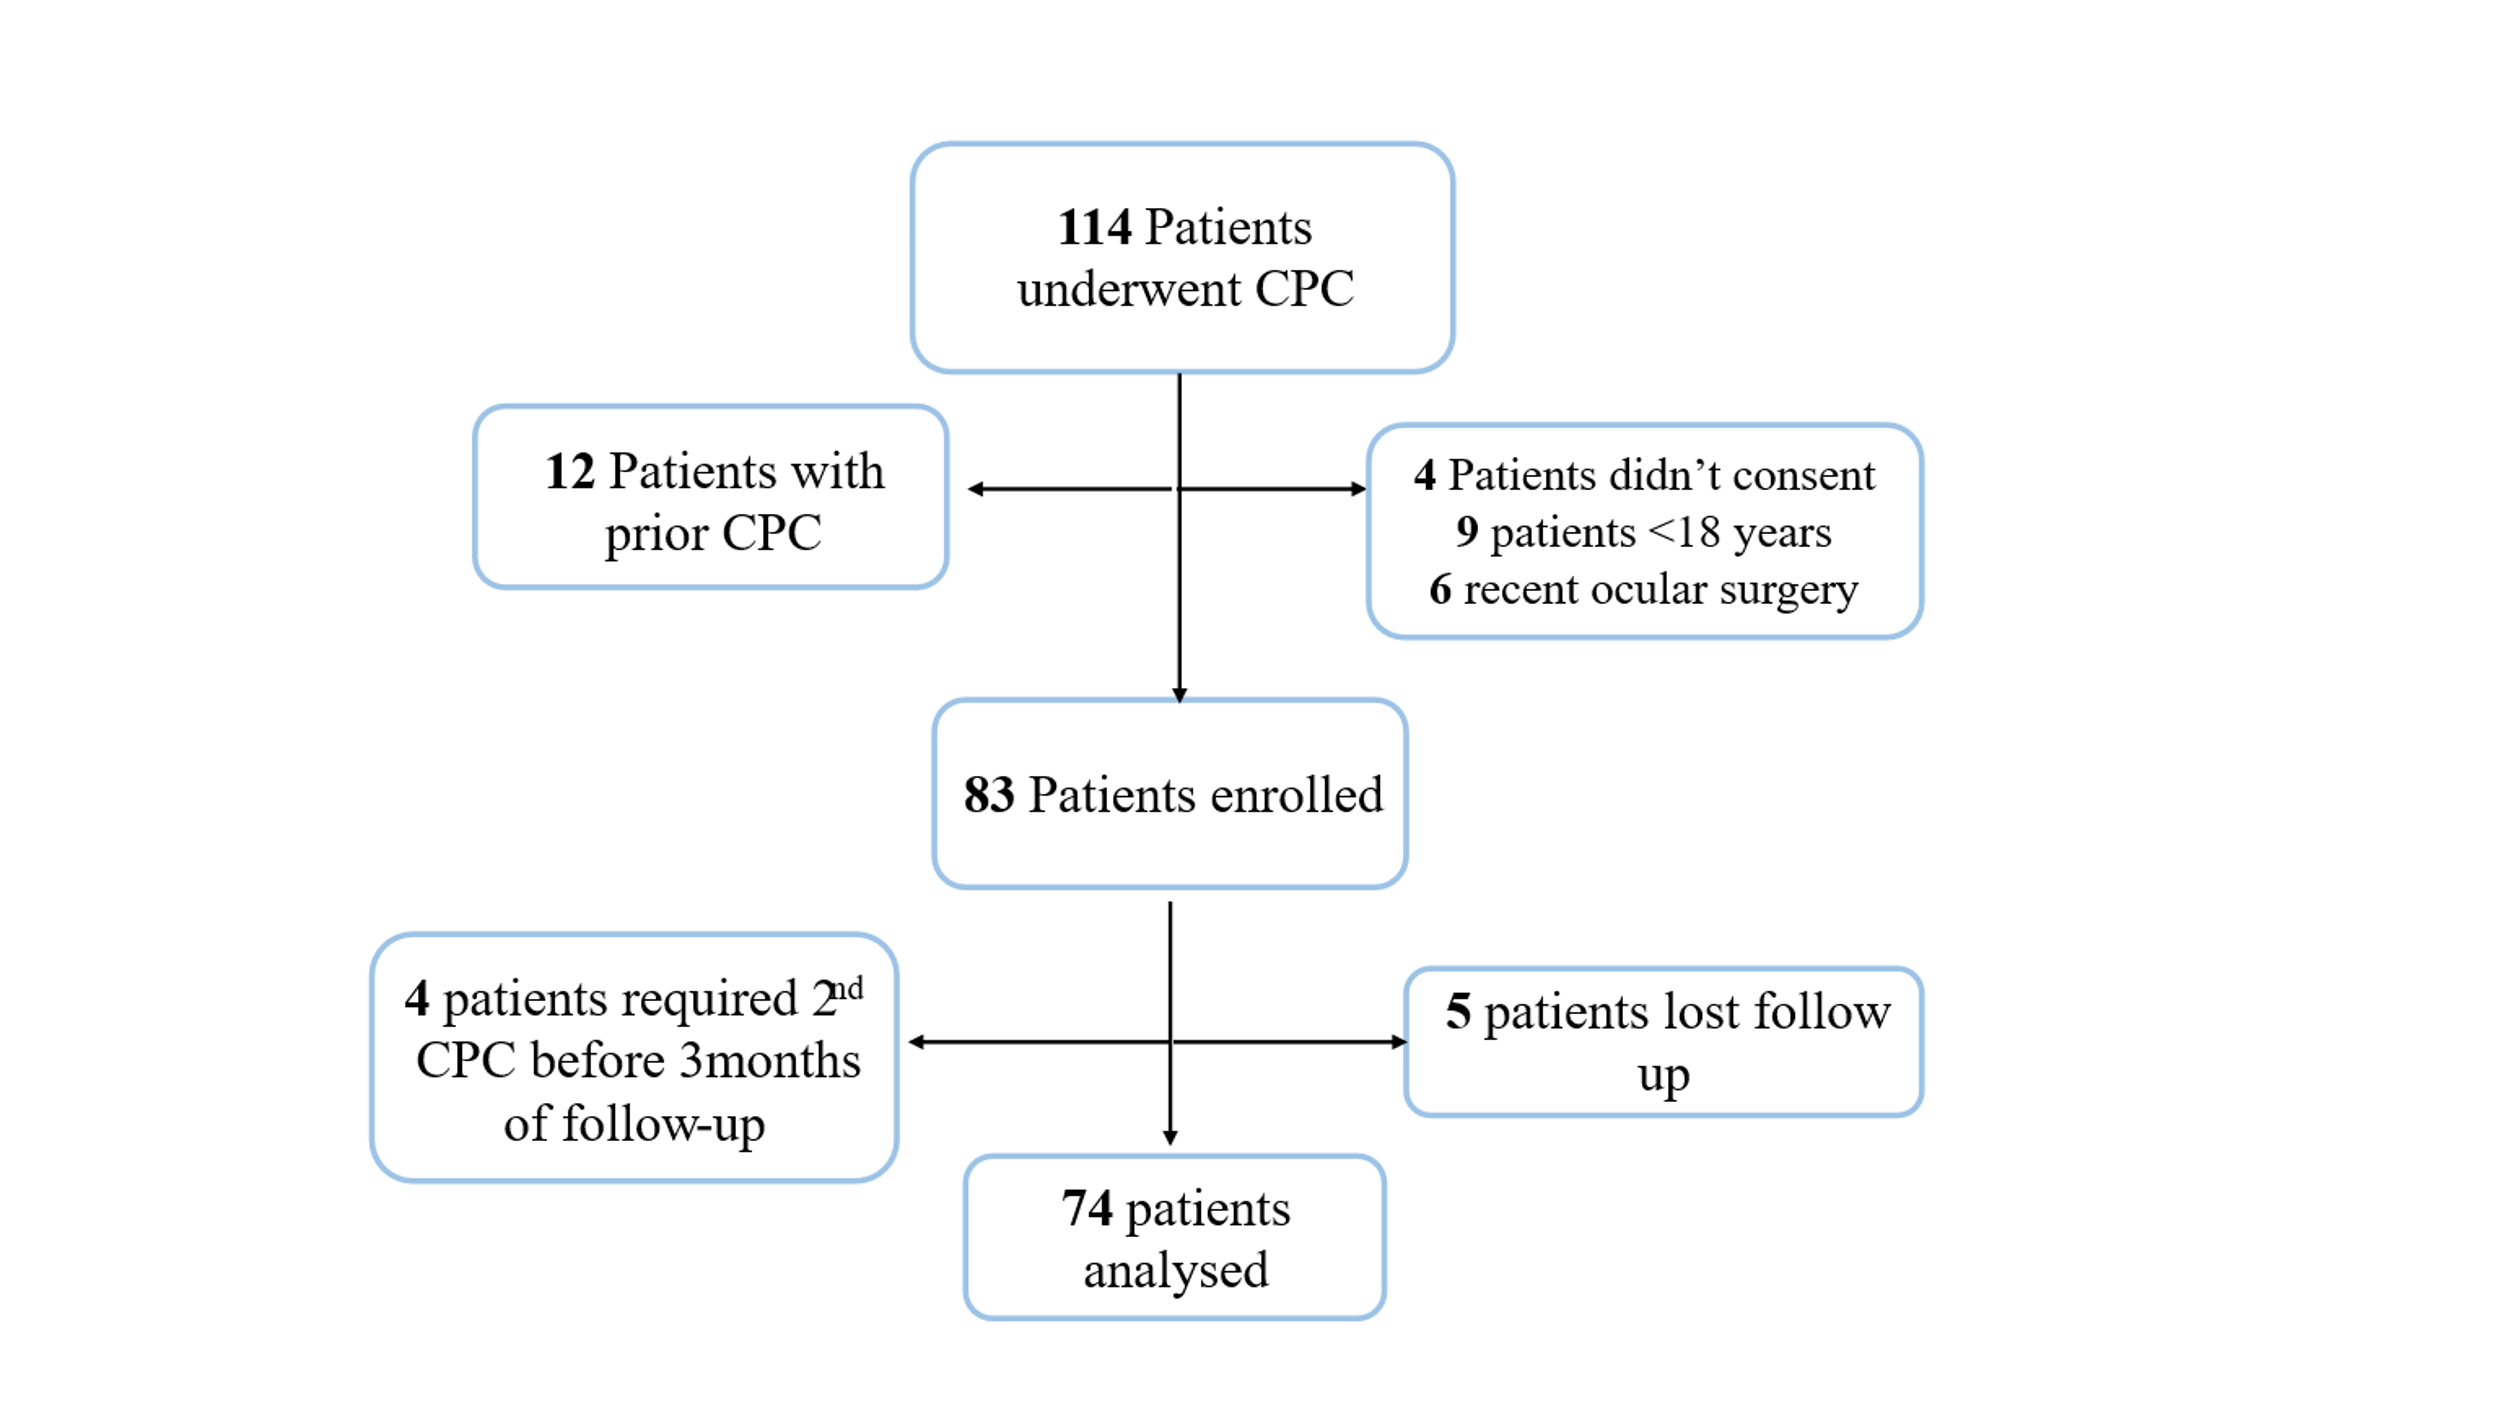 114 Patients
underwent CPC
12 Patients with
prior CPC
4 Patients didn’t consent
9 patients <18 years
6 recent ocular surgery
83 Patients enrolled
4 patients required 2nd
CPC before 3months
of follow-up
5 patients lost follow
up
74 patients
analysed